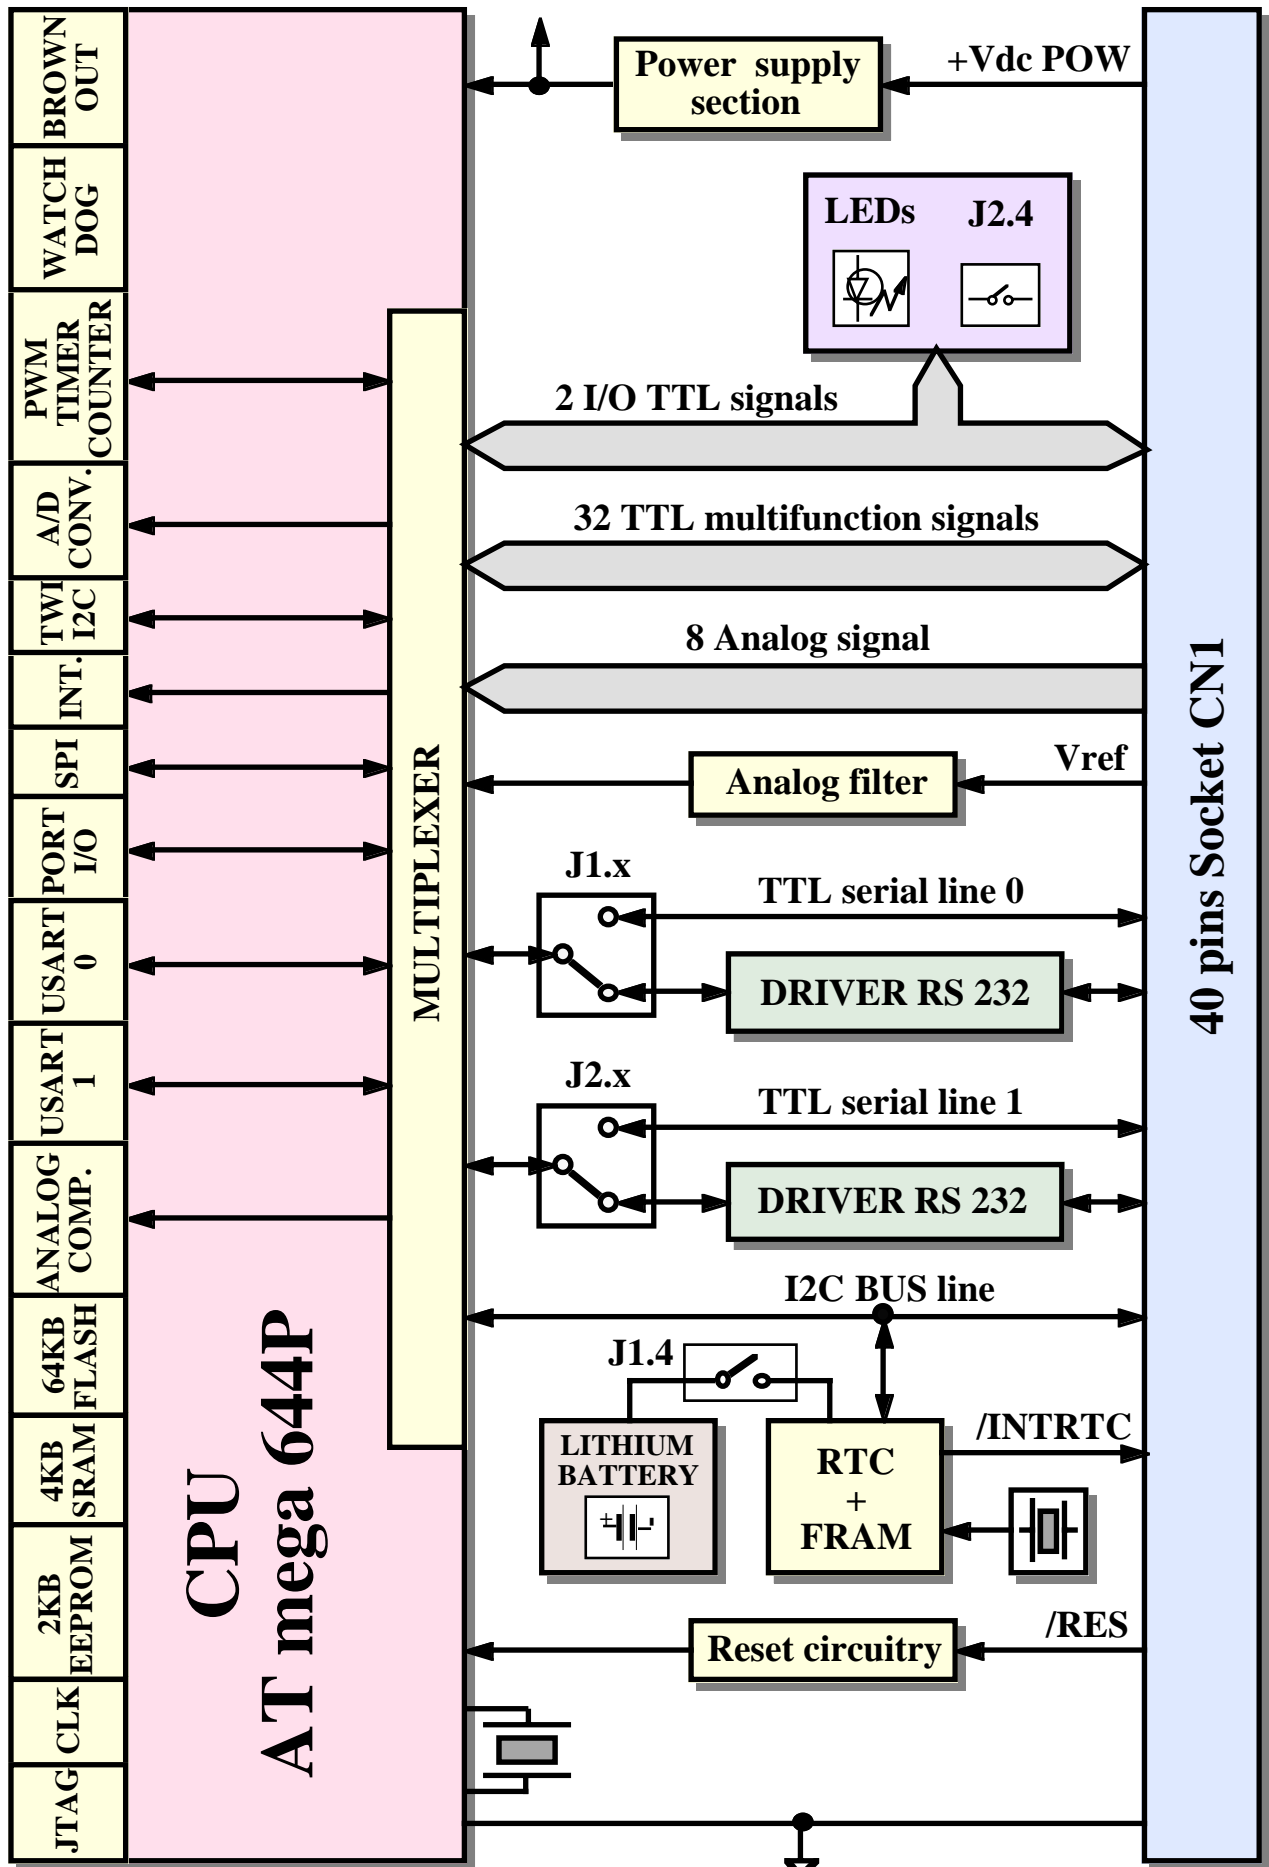 BROWN
OUT
WATCH
DOG
PWM
TIMER
COUNTER
A/D
CONV.
TWI
I2C
INT.
SPI
PORT
I/O
USART
0
USART
1
ANALOG
COMP.
64KB
FLASH
4KB
SRAM
2KB
EEPROM
CLK
JTAG
CPU
AT mega 644P
MULTIPLEXER
Power supply
section
+Vdc POW
LEDs
J2.4
2 I/O TTL signals
32 TTL multifunction signals
8 Analog signal
Analog filter
Vref
J1.x
TTL serial line 0
DRIVER RS 232
J2.x
TTL serial line 1
DRIVER RS 232
I2C BUS line
J1.4
LITHIUM
BATTERY
+ -
RTC
+
FRAM
/INTRTC
Reset circuitry
/RES
40 pins Socket CN1